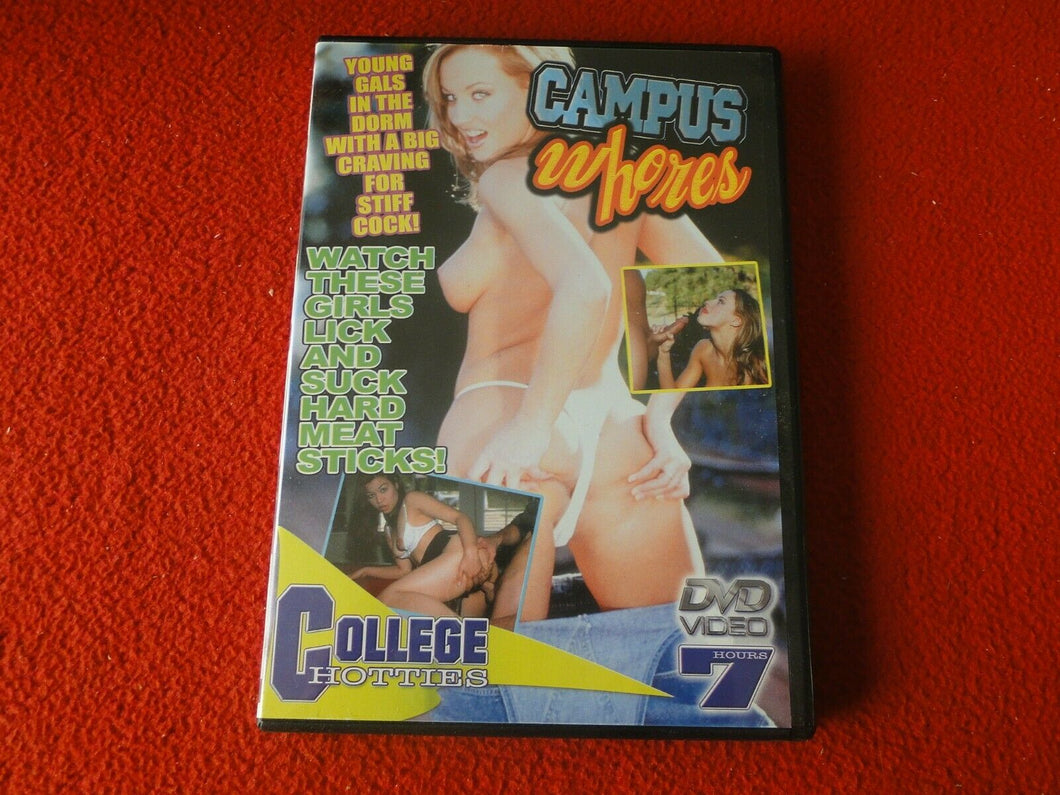 YOUNG
GALS
IN THE
DORM
WITH A BIG
CRAVING
FOR
STIFF
COCK!
CAMPUS
Whores
WATCH
THESE
GIRLS
LICK
AND
SUCK
HARD
MEAT
STICKS!
COLLEGE
HOTTIES
DVD
VIDEO
HOURS
7